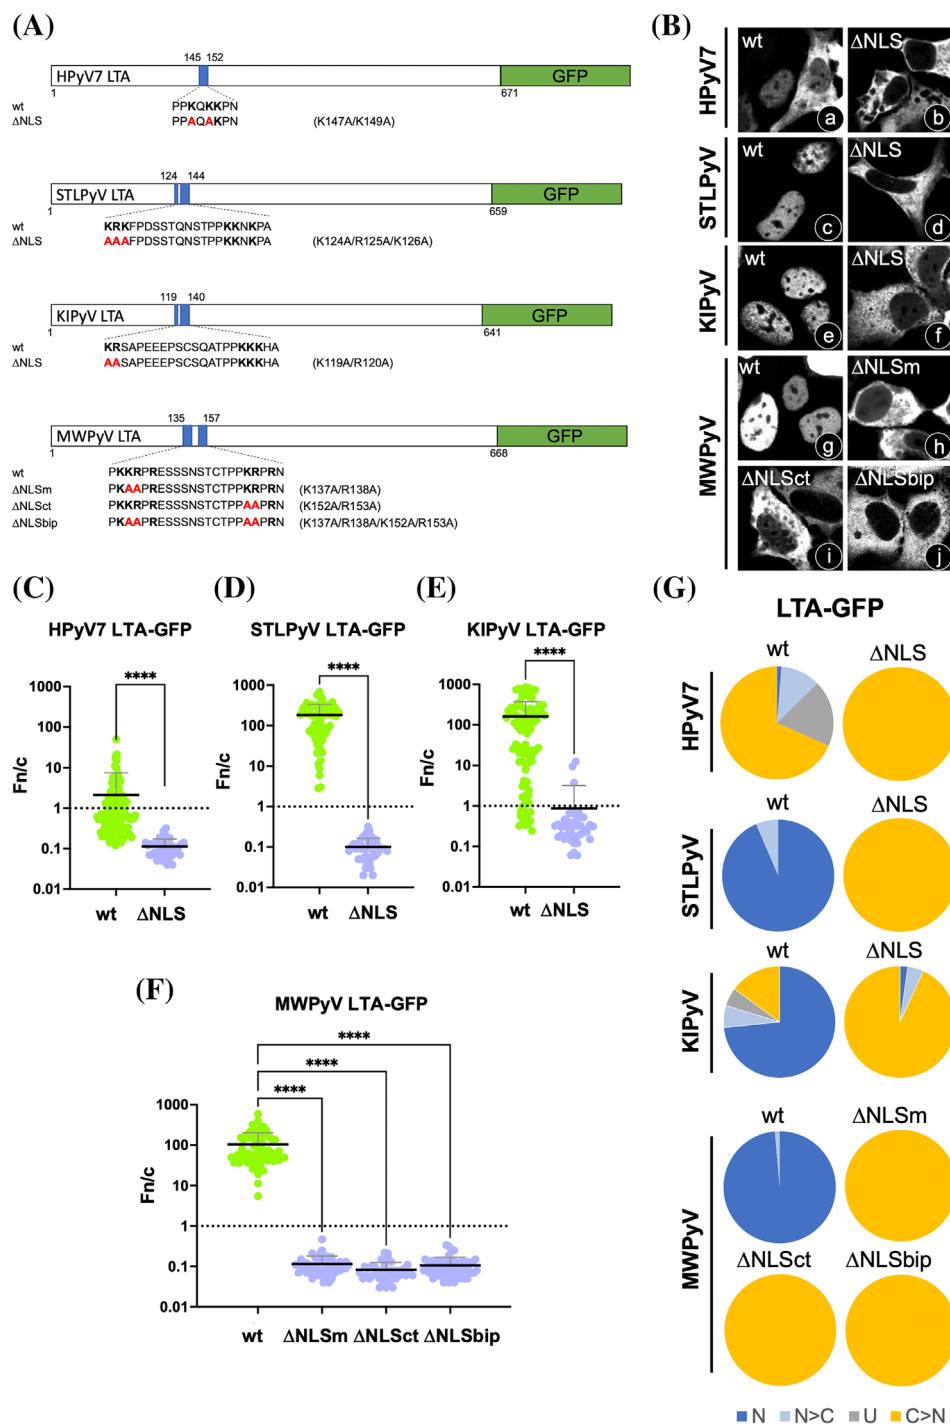 (A)
145 152
HPyV7 LTA
GFP
1
671
wt PPKQKKPN
ΔNLS PPAQAKPN (K147A/K149A)
124 144
STLPyV LTA
GFP
1
659
wt KRKFPDSSTQNSTPPKKNKPA
ΔNLS AAAFPDSSTQNSTPPKKNKPA (K124A/R125A/K126A)
119 140
KIPyV LTA
GFP
1
641
wt KRSAPEEEPSCSQATPPKKKHA
ΔNLS AASAPEEEPSCSQATPPKKKHA (K119A/R120A)
135 157
MWPyV LTA
GFP
1
668
wt PKKRPRESSSNSTCTPPKRPRN
ΔNLSm PKAAPRESSSNSTCTPPKRPRN (K137A/R138A)
ΔNLSct PKKRPRESSSNSTCTPPAAPRN (K152A/R153A)
ΔNLSbip PKAAPRESSSNSTCTPPAAPRN (K137A/R138A/K152A/R153A)
(B)
HPyV7
wt
a
ΔNLS
b
STLPyV
wt
c
ΔNLS
d
KIPyV
wt
e
ΔNLS
f
MWPyV
wt
g
ΔNLSm
h
ΔNLSct
i
ΔNLSbip
j
(C)
HPyV7 LTA-GFP
****
Fn/c
1000
100
10
1
0.1
0.01
wt ΔNLS
(D)
STLPyV LTA-GFP
****
Fn/c
1000
100
10
1
0.1
0.01
wt ΔNLS
(E)
KIPyV LTA-GFP
****
Fn/c
1000
100
10
1
0.1
0.01
wt ΔNLS
(F)
MWPyV LTA-GFP
****
****
****
Fn/c
1000
100
10
1
0.1
0.01
wt ΔNLSm ΔNLSct ΔNLSbip
(G)
LTA-GFP
HPyV7
wt
ΔNLS
STLPyV
wt
ΔNLS
KIPyV
wt
ΔNLS
MWPyV
wt
ΔNLSm
ΔNLSct
ΔNLSbip
N N>C U C>N